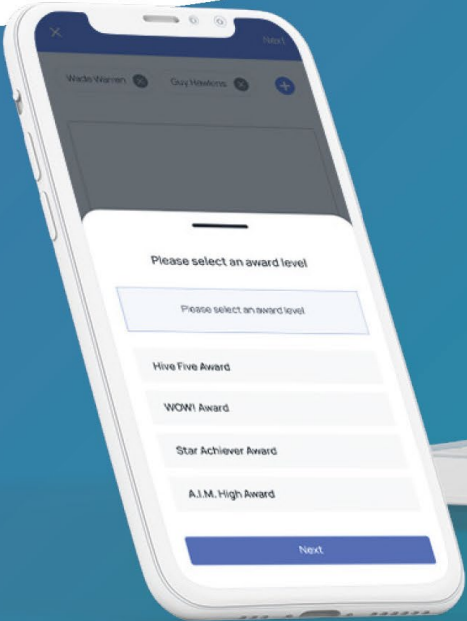 Next
Wade Warren Guy Hawkins
Please select an award level
Please select an award level
Hive Five Award
WOW! Award
Star Achiever Award
A.I.M. High Award
Next